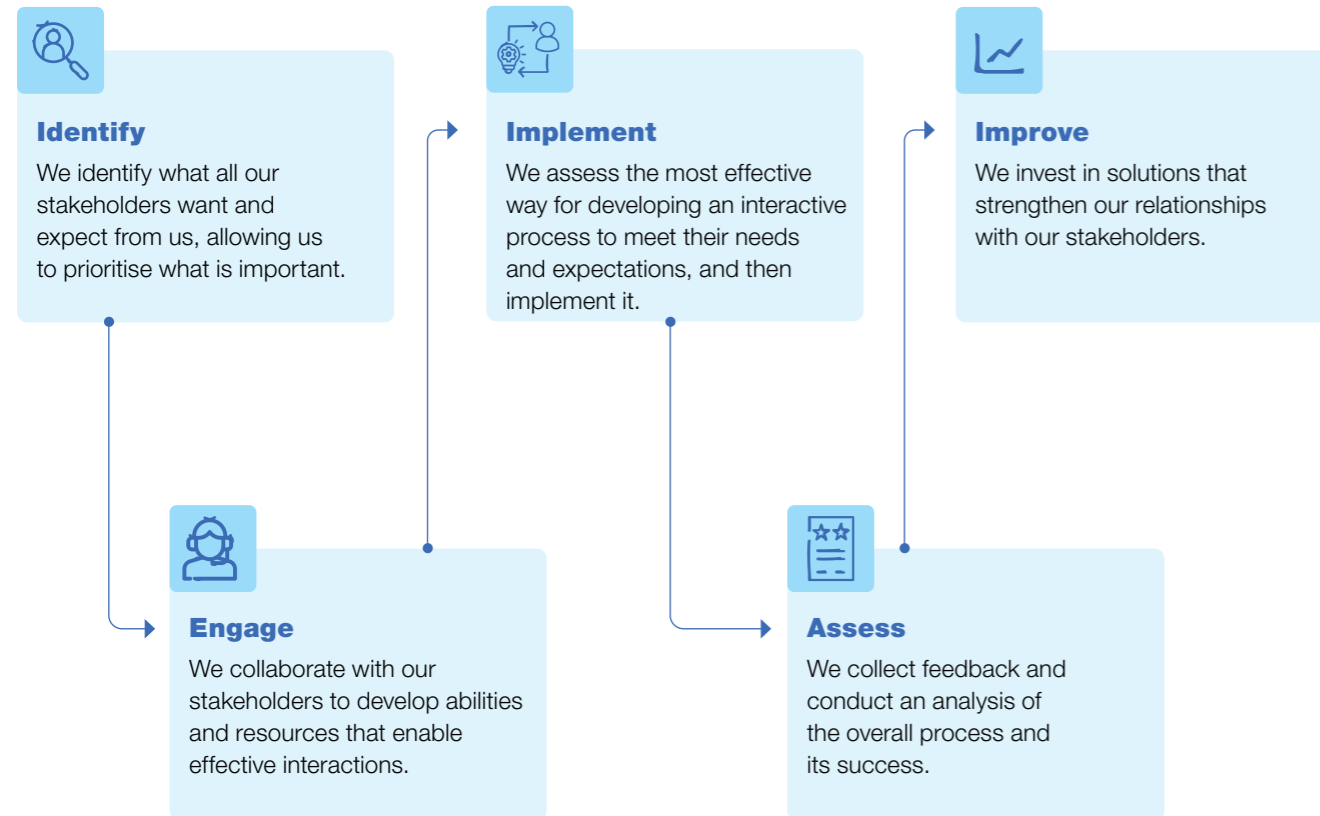 Identify
We identify what all our
stakeholders want and
expect from us, allowing us
to prioritise what is important.
Engage
We collaborate with our
stakeholders to develop abilities
and resources that enable
effective interactions.
Implement
We assess the most effective
way for developing an interactive
process to meet their needs
and expectations, and then
implement it.
Assess
We collect feedback and
conduct an analysis of
the overall process and
its success.
Improve
We invest in solutions that
strengthen our relationships
with our stakeholders.